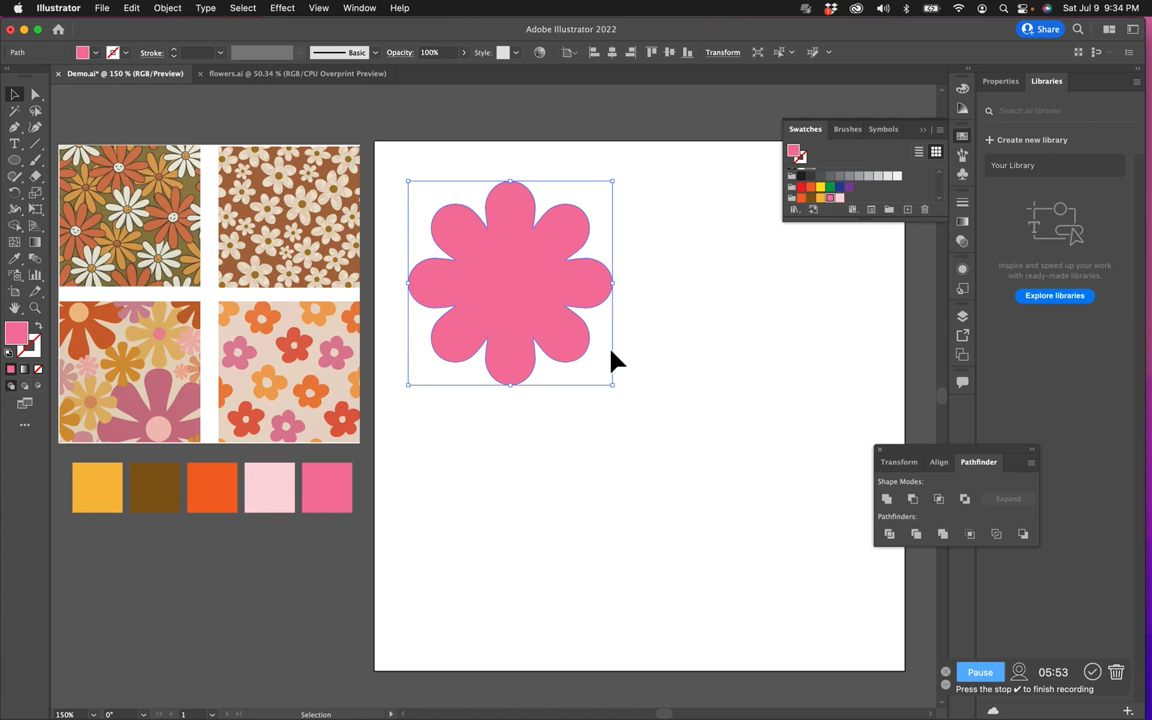 Illustrator File Edit Object Type Select Effect View Window Help Sat Jul 9 9:34 PM
Adobe Illustrator 2022 Share
Path Stroke: Basic Opacity: 100% Style: Transform
Demo.ai* @ 150 % (RGB/Preview) flowers.ai @ 50.34 % (RGB/CPU Overprint Preview)
Properties Libraries
Search all libraries
Create new library
Your Library
Inspire and speed up your work
with ready-made libraries.
Explore libraries
Swatches Brushes Symbols
Transform Align Pathfinder
Shape Modes:
Expand
Pathfinders:
Pause 05:53
Press the stop ✔ to finish recording
150% 0° 1 Selection